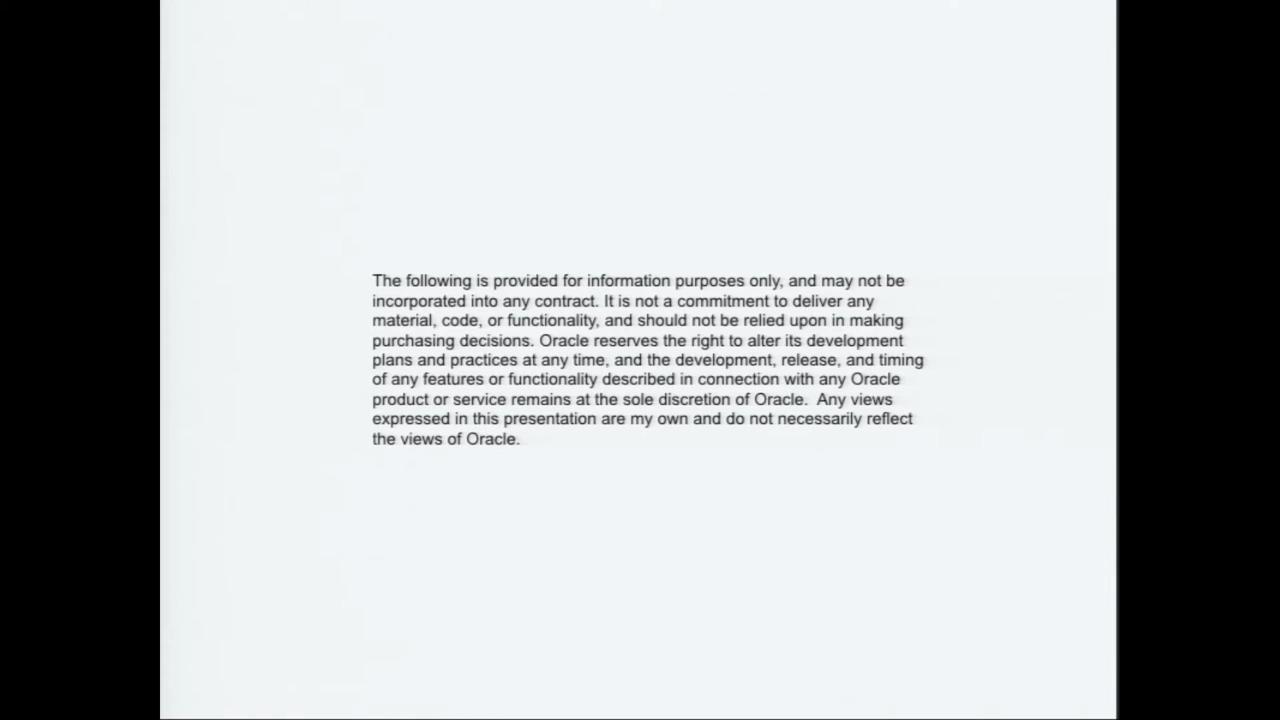 The following is provided for information purposes only, and may not be
incorporated into any contract. It is not a commitment to deliver any
material, code, or functionality, and should not be relied upon in making
purchasing decisions. Oracle reserves the right to alter its development
plans and practices at any time, and the development, release, and timing
of any features or functionality described in connection with any Oracle
product or service remains at the sole discretion of Oracle.  Any views
expressed in this presentation are my own and do not necessarily reflect
the views of Oracle.